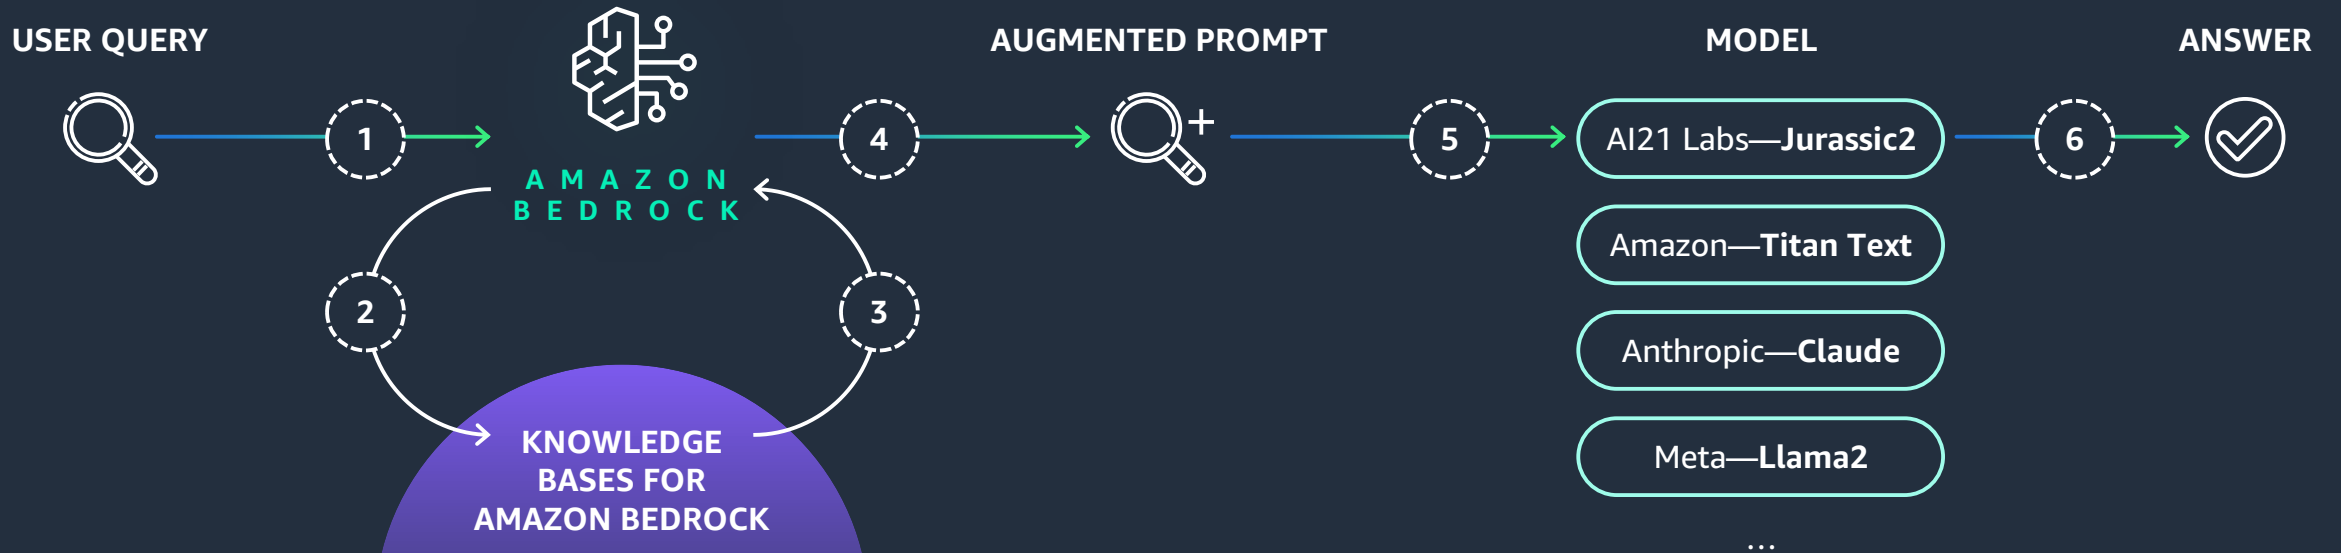 USER QUERY
AUGMENTED PROMPT
MODEL
ANSWER
1
4
5
6
AMAZON
BEDROCK
2
3
KNOWLEDGE
BASES FOR
AMAZON BEDROCK
AI21 Labs—Jurassic2
Amazon—Titan Text
Anthropic—Claude
Meta—Llama2
...